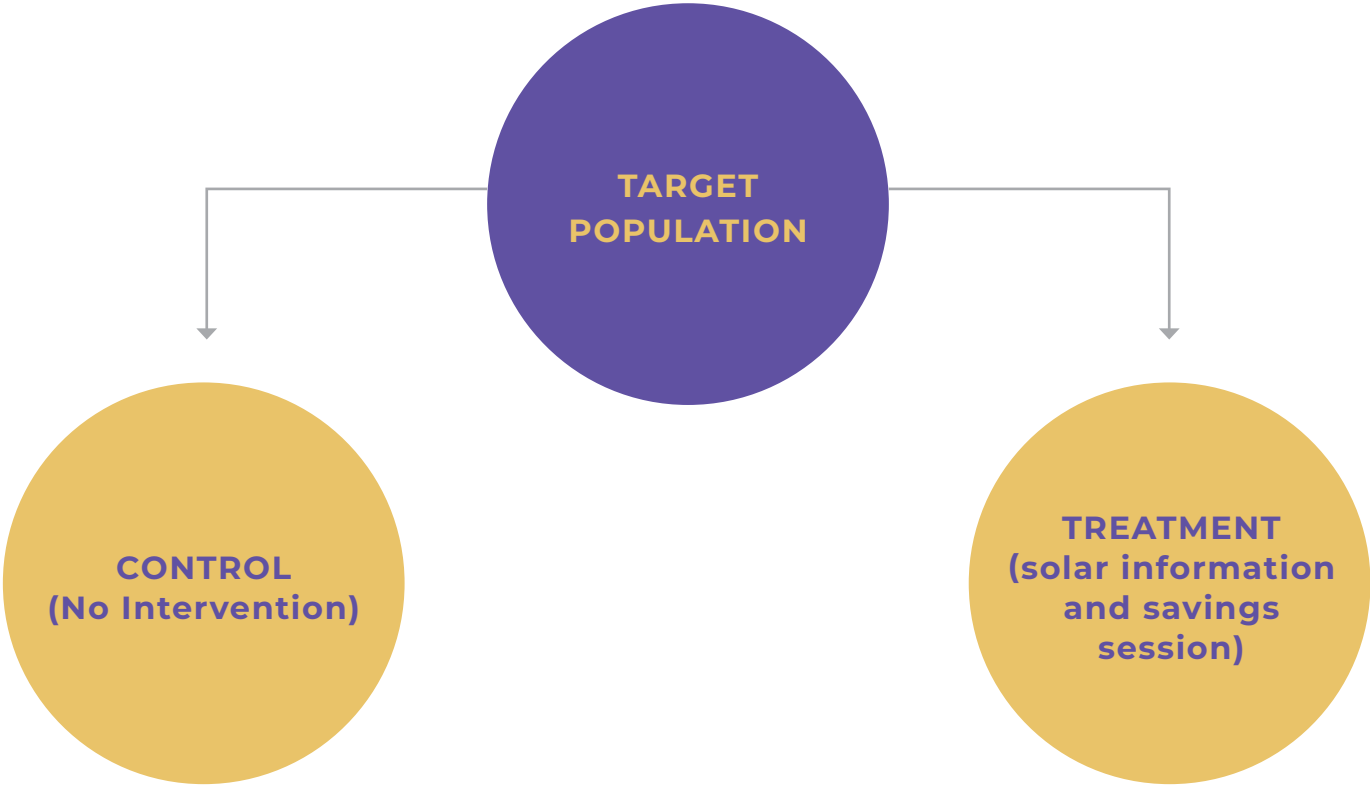 TARGET
POPULATION
CONTROL
(No Intervention)
TREATMENT
(solar information
and savings
session)